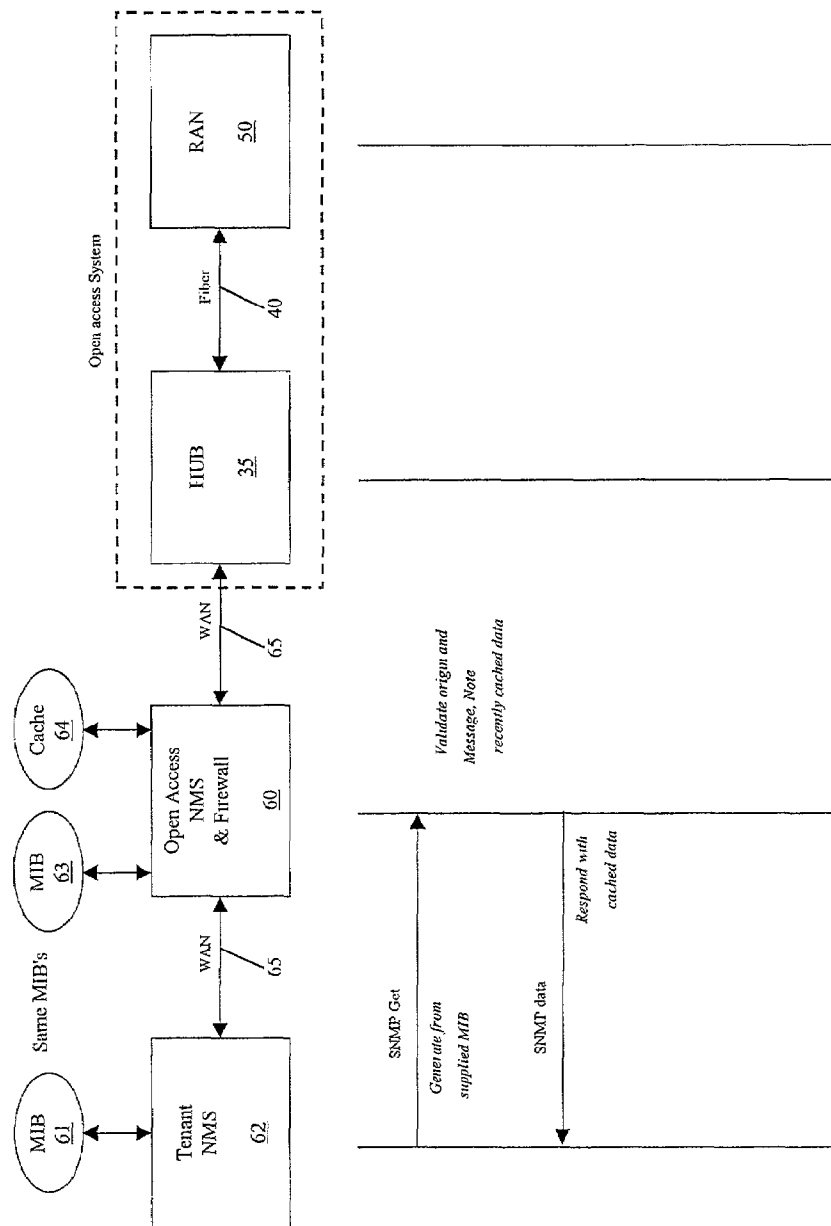 MIB
61
Same MIB's
MIB
63
Cache
64
Tenant
NMS
62
WAN
65
Open Access
NMS
& Firewall
60
WAN
65
Open access System
HUB
35
Fiber
40
RAN
50
SNMP Get
Generate from
supplied MIB
Validate origin and
Message, Note
recently cached data
SNMP data
Respond with
cached data